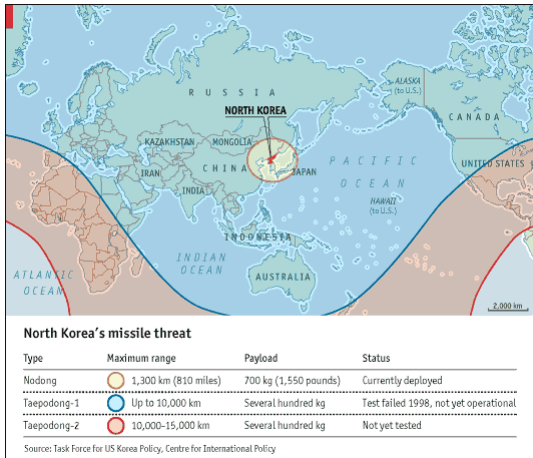 RUSSIA
ALASKA
(to U.S.)
NORTH KOREA
CANADA
KAZAKHSTAN
MONGOLIA
PACIFIC
OCEAN
UNITED STATES
IRAN
CHINA
JAPAN
INDIA
HAWAII
(to U.S.)
INDONESIA
INDIAN
OCEAN
ATLANTIC
OCEAN
AUSTRALIA
2,000 km
North Korea's missile threat
Type Maximum range Payload Status
Nodong 1,300 km (810 miles) 700 kg (1,550 pounds) Currently deployed
Taepodong-1 Up to 10,000 km Several hundred kg Test failed 1998, not yet operational
Taepodong-2 10,000-15,000 km Several hundred kg Not yet tested
Source: Task Force for US Korea Policy, Centre for International Policy